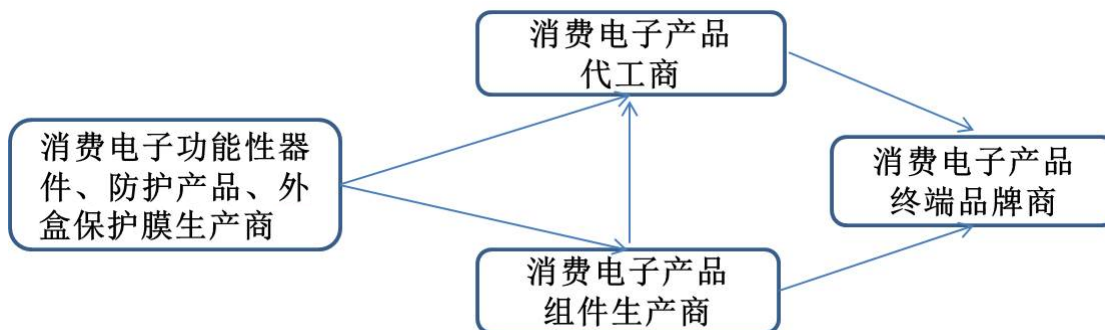 消费电子产品
代工商
消费电子功能性器
件、防护产品、外
盒保护膜生产商
消费电子产品
终端品牌商
消费电子产品
组件生产商